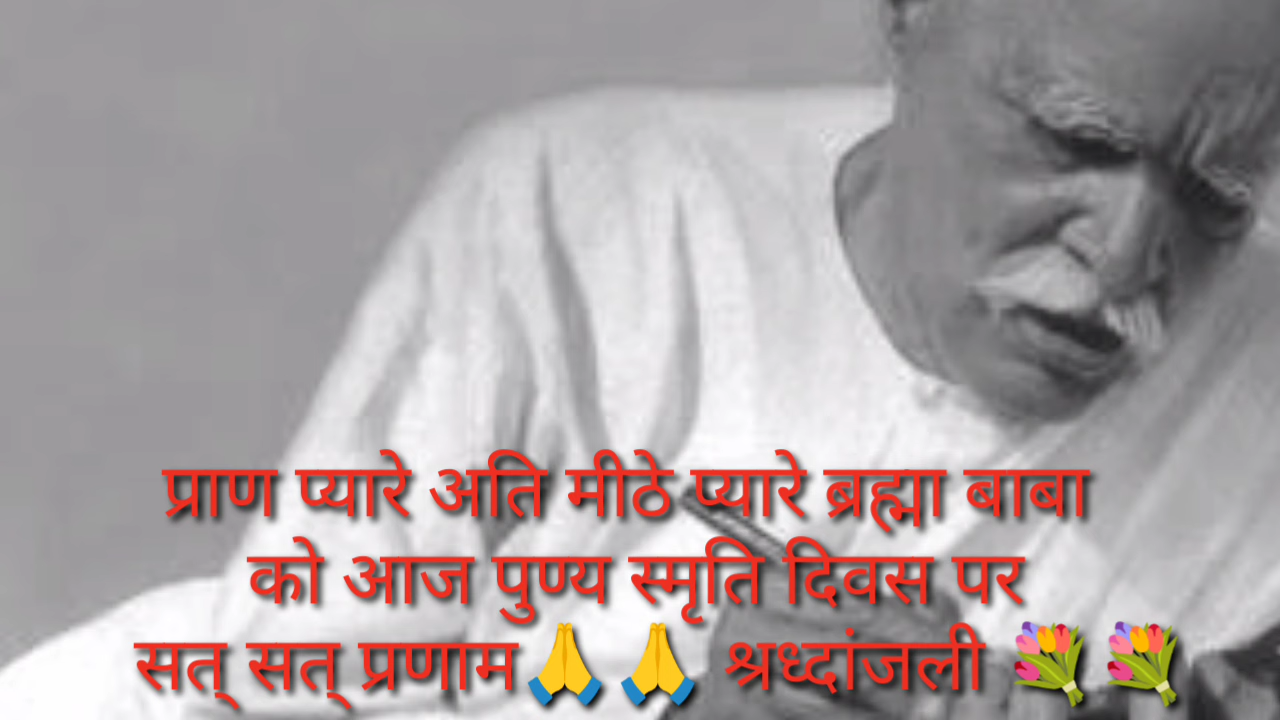 प्राण प्यारे अति मीठे प्यारे ब्रह्मा बाबा
को आज पुण्य स्मृति दिवस पर
सत् सत् प्रणाम🙏 🙏 श्रध्दांजली 💐 💐